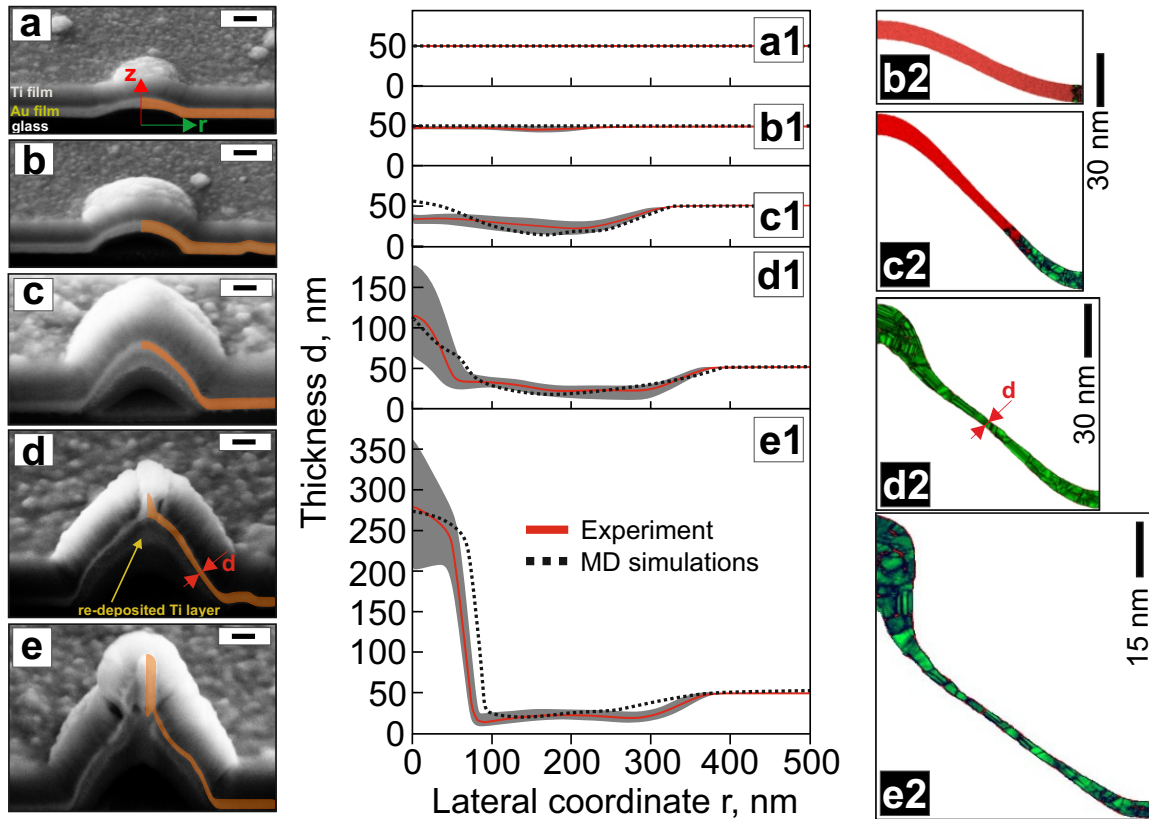 a
z
Ti film
Au film
glass
r
b
c
d
d
re-deposited Ti layer
e
Thickness d, nm
50
0
a1
50
0
b1
50
0
c1
150
100
50
0
d1
350
300
250
200
150
100
50
0
e1
Experiment
MD simulations
0 100 200 300 400 500
Lateral coordinate r, nm
b2
30 nm
c2
d
30 nm
d2
15 nm
e2